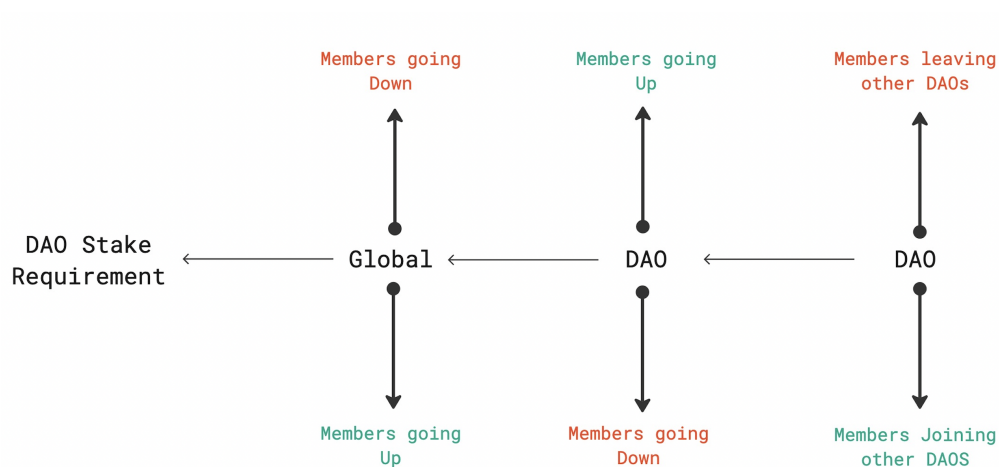 Members going
Down
Members going
Up
Members leaving
other DAOs
DAO Stake
Requirement
Global
DAO
DAO
Members going
Up
Members going
Down
Members Joining
other DAOS